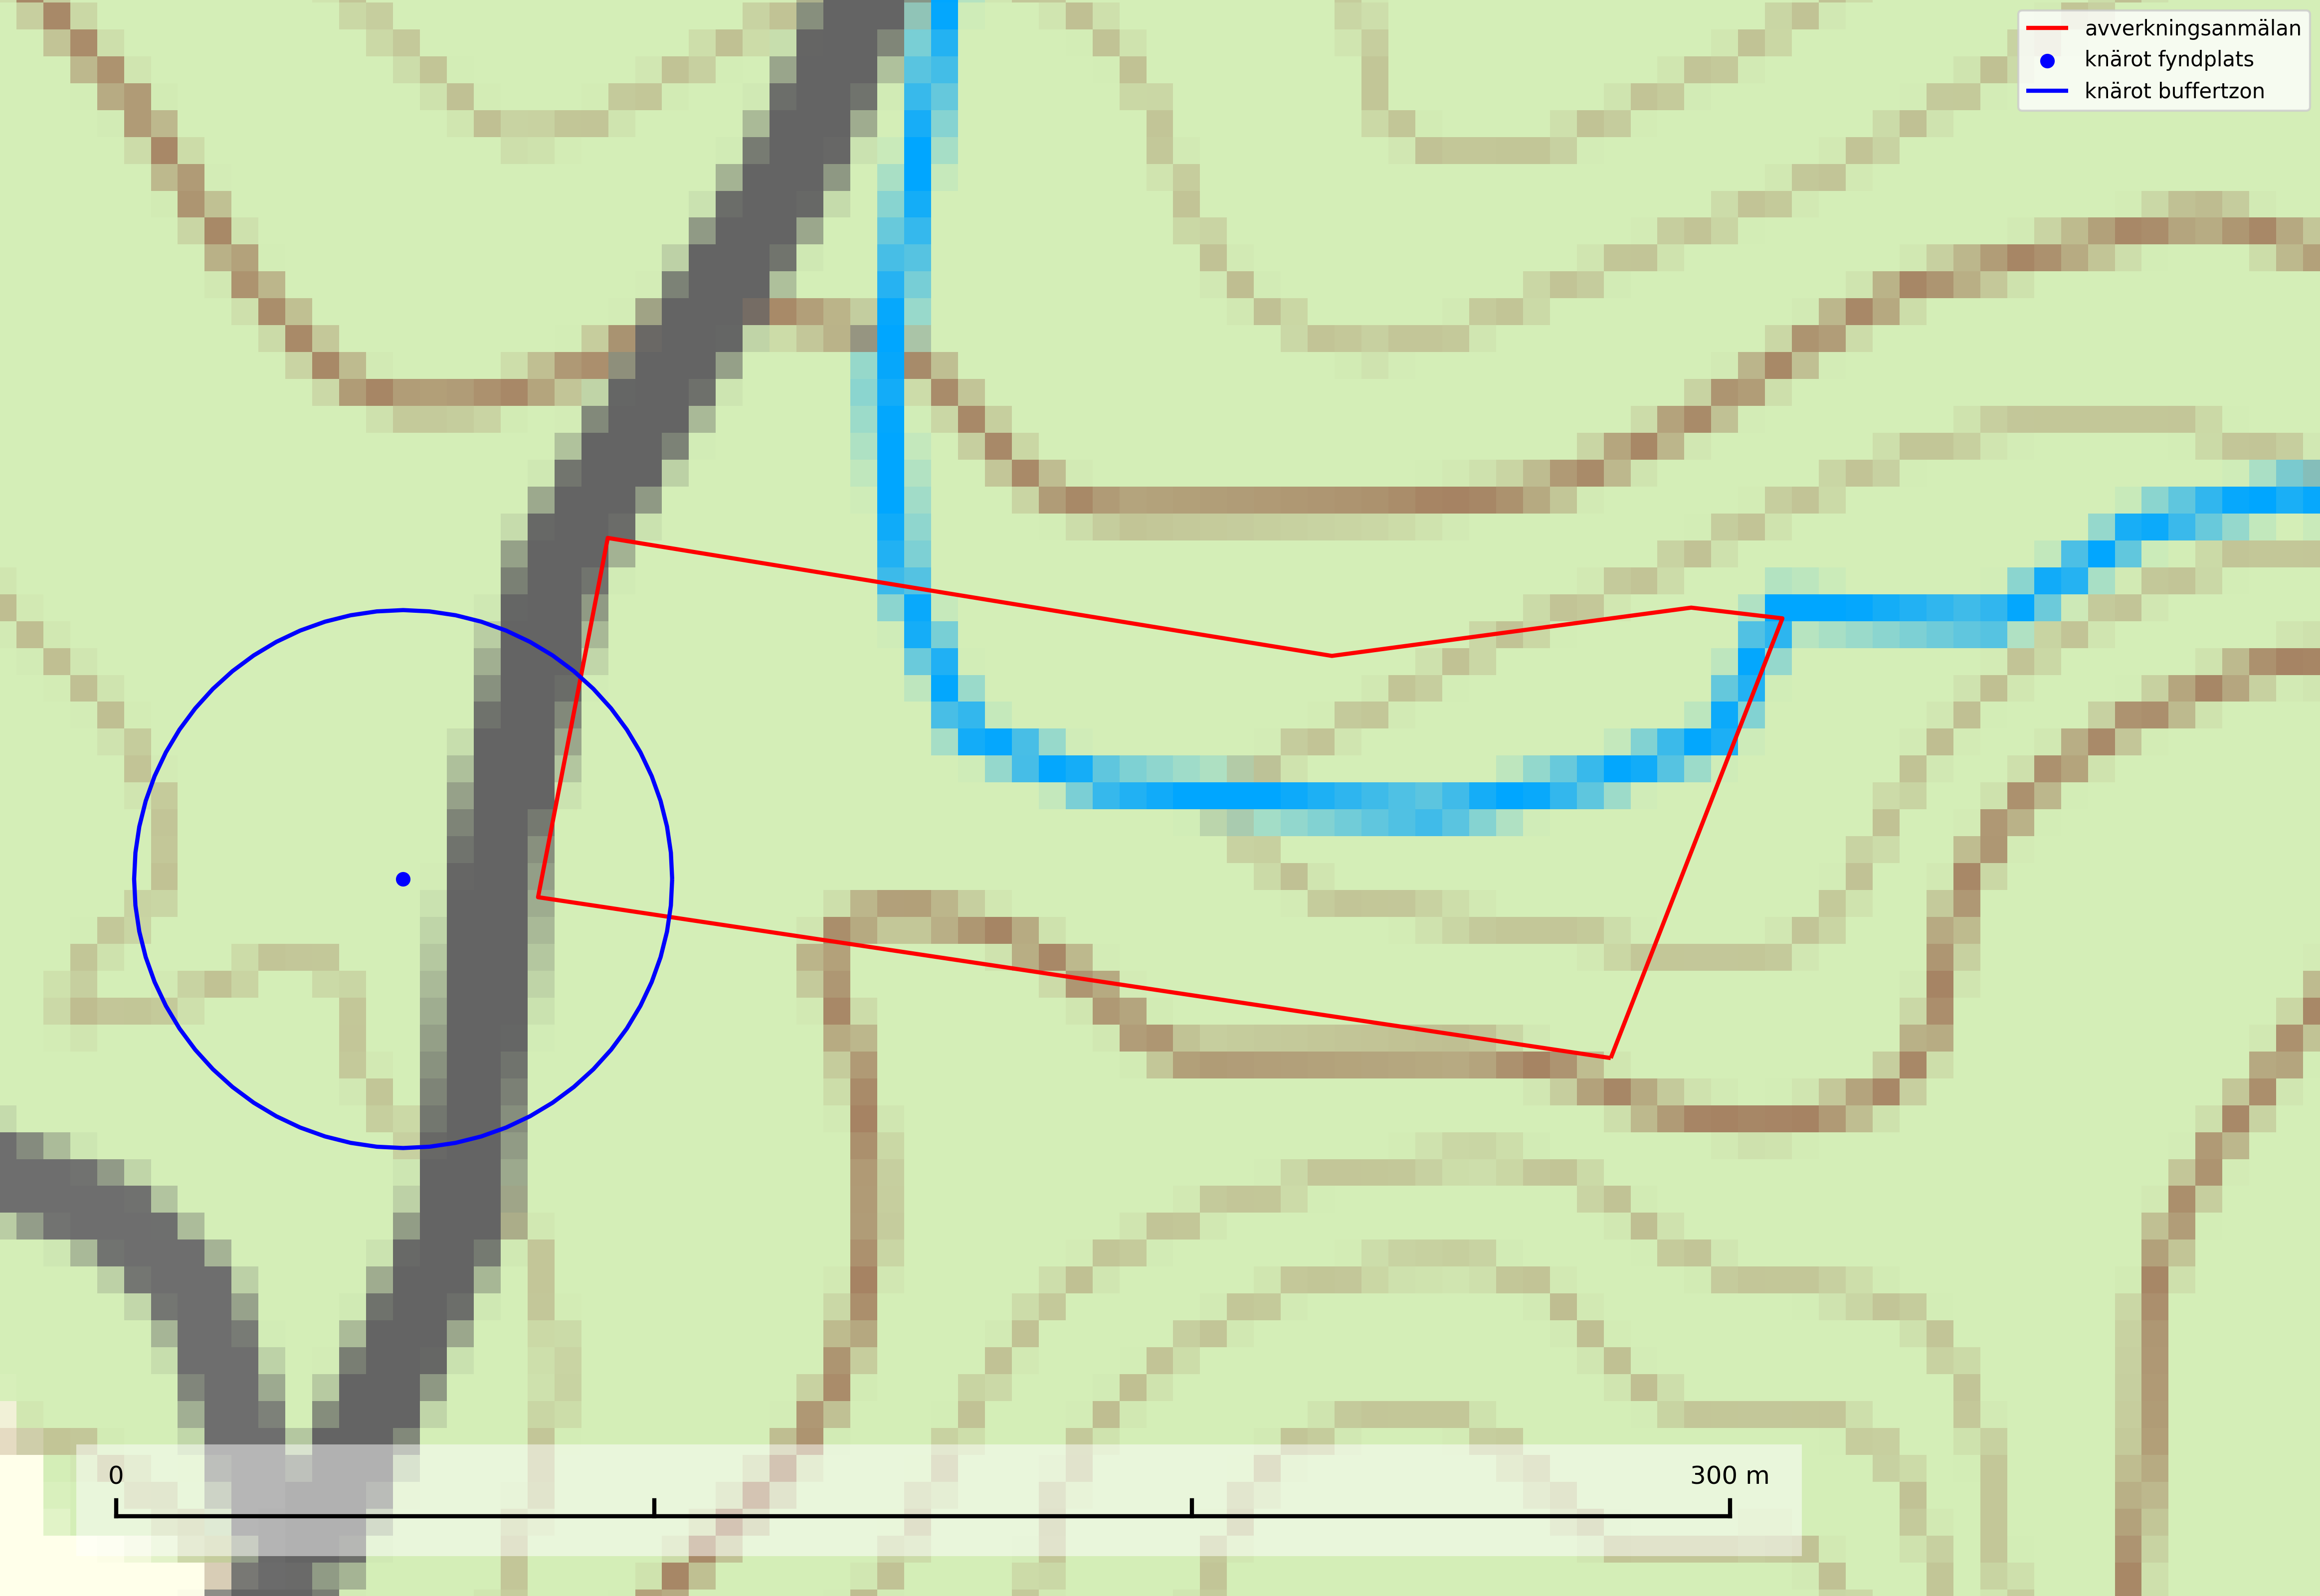 avverkningsanmälan
knärot fyndplats
knärot buffertzon
0
300 m